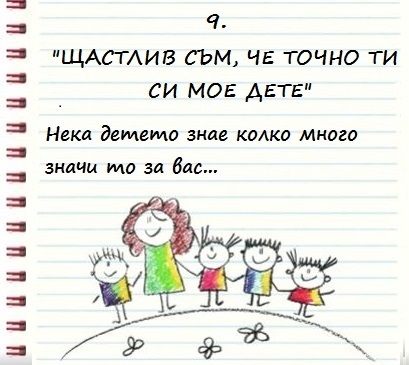 9.
"ЩАСТЛИВ СЪМ, ЧЕ ТОЧНО ТИ
СИ МОЕ ДЕТЕ"
Нека детето знае колко много
значи то за вас...